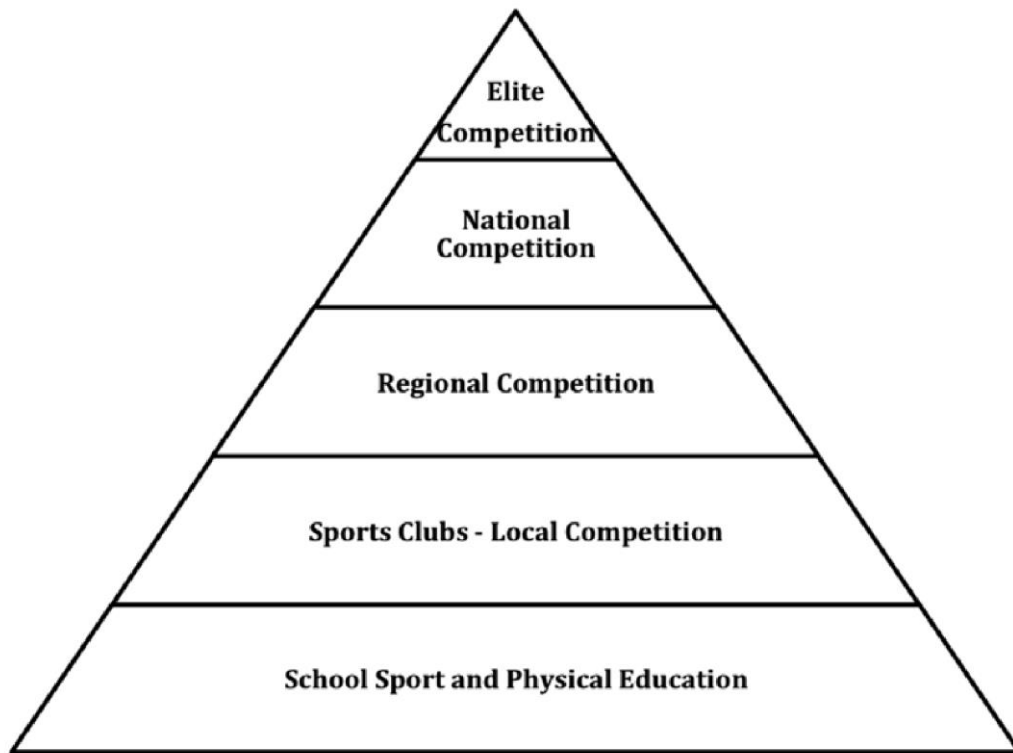 Elite
Competition
National
Competition
Regional Competition
Sports Clubs - Local Competition
School Sport and Physical Education